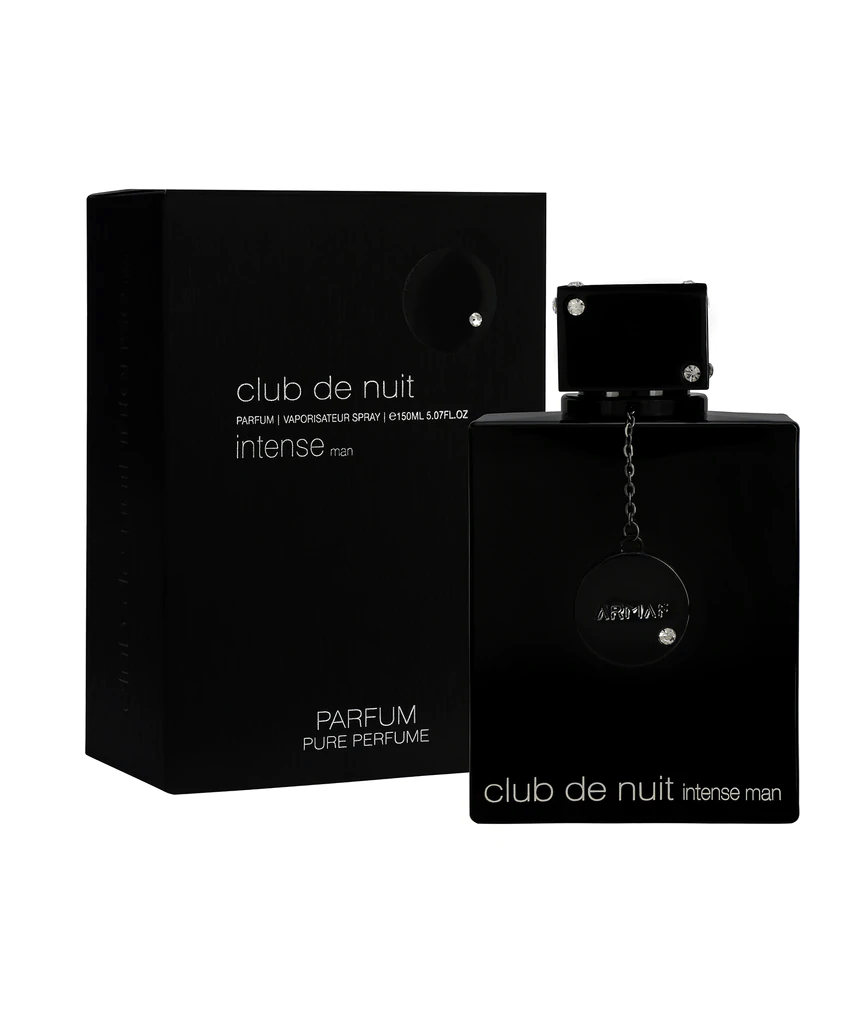 club de nuit
PARFUM | VAPORISATEUR SPRAY | ℮150ML 5.07FL.OZ
intense man
PARFUM
PURE PERFUME
ARMAF
club de nuit intense man